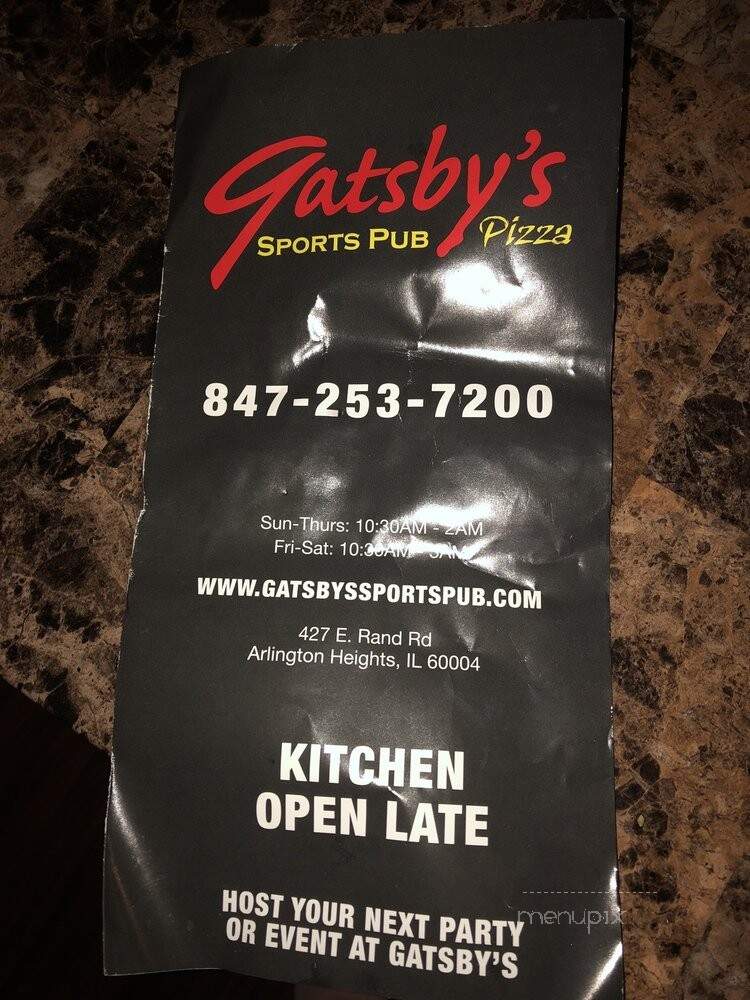 Gatsby's
SPORTS PUB Pizza
847-253-7200
Sun-Thurs: 10:30AM - 2AM
Fri-Sat: 10:30AM - 3AM
WWW.GATSBYSSPORTSPUB.COM
427 E. Rand Rd
Arlington Heights, IL 60004
KITCHEN
OPEN LATE
HOST YOUR NEXT PARTY
OR EVENT AT GATSBY'S
menupix